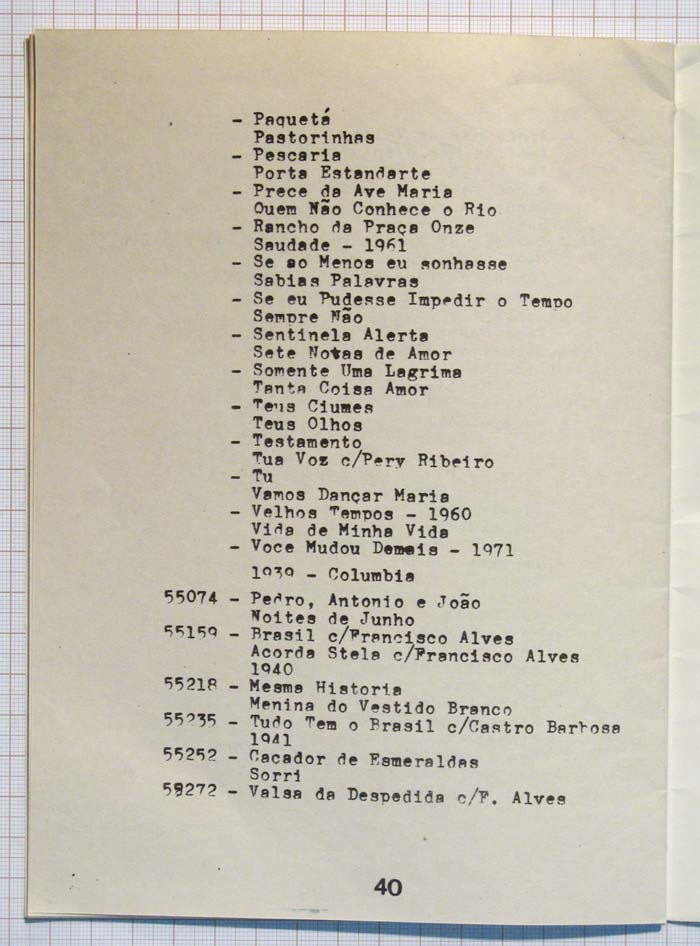 - Paquetá
Pastorinhas
- Pescaria
Porta Estandarte
- Prece da Ave Maria
Quem Não Conhece o Rio
- Rancho da Praça Onze
Saudade - 1961
- Se ao Menos eu sonhasse
Sabias Palavras
- Se eu Pudesse Impedir o Tempo
Sempre Não
- Sentinela Alerta
Sete Notas de Amor
- Somente Uma Lagrima
Tanta Coisa Amor
- Teus Ciumes
Teus Olhos
- Testamento
Tua Voz c/Pery Ribeiro
- Tu
Vamos Dançar Maria
- Velhos Tempos - 1960
Vida de Minha Vida
- Voce Mudou Demais - 1971
1939 - Columbia
55074 - Pedro, Antonio e João
Noites de Junho
55159 - Brasil c/Francisco Alves
Acorda Stela c/Francisco Alves
1940
55218 - Mesma Historia
Menina do Vestido Branco
55235 - Tudo Tem o Brasil c/Castro Barbosa
1941
55252 - Cacador de Esmeraldas
Sorri
59272 - Valsa da Despedida c/F. Alves
40